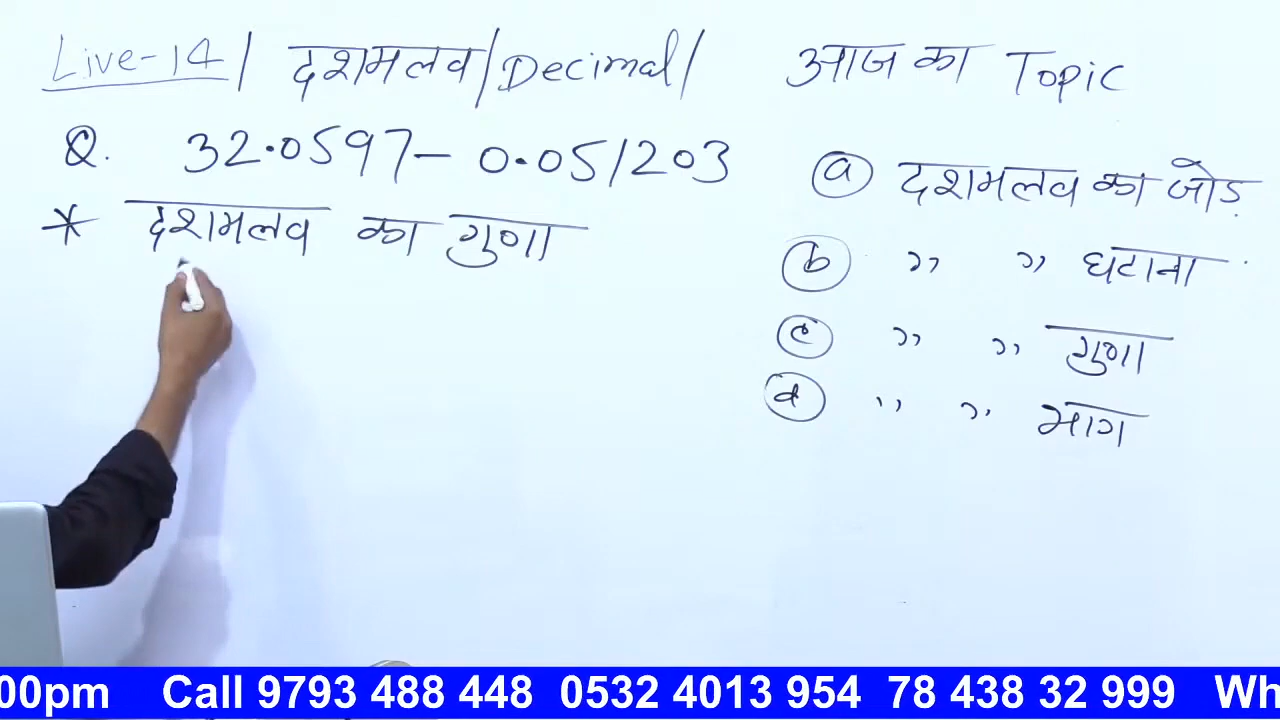 Live-14/ दशमलव/Decimal/
Q. 32.0597 - 0.051203
* दशमलव का गुणा
आज का Topic
(a) दशमलव का जोड़
(b) ,, ,, घटाना
(c) ,, ,, गुणा
(d) ,, ,, भाग
00pm Call 9793 488 448 0532 4013 954 78 438 32 999 Wh